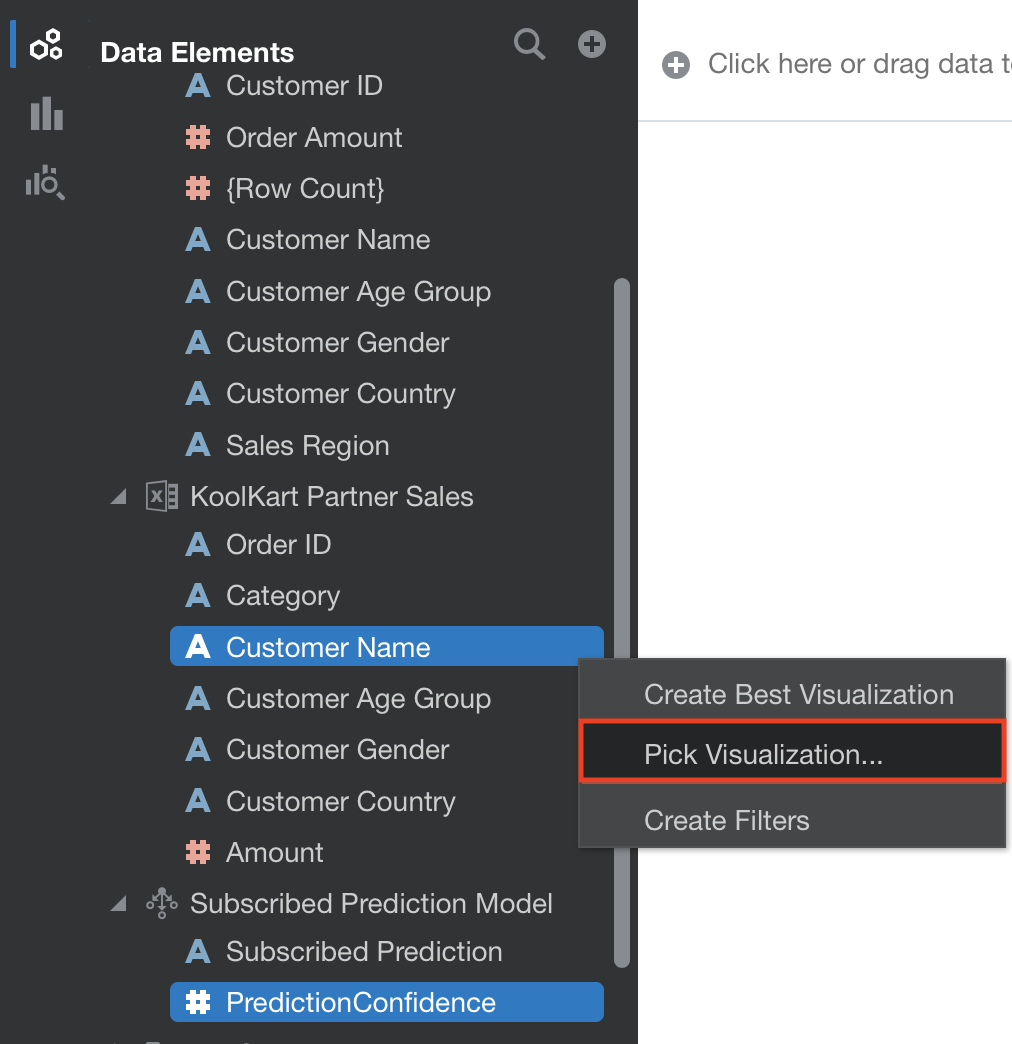 Data Elements
Click here or drag data t
Customer ID
Order Amount
{Row Count}
Customer Name
Customer Age Group
Customer Gender
Customer Country
Sales Region
KoolKart Partner Sales
Order ID
Category
Customer Name
Customer Age Group
Customer Gender
Customer Country
Amount
Subscribed Prediction Model
Subscribed Prediction
PredictionConfidence
Create Best Visualization
Pick Visualization...
Create Filters